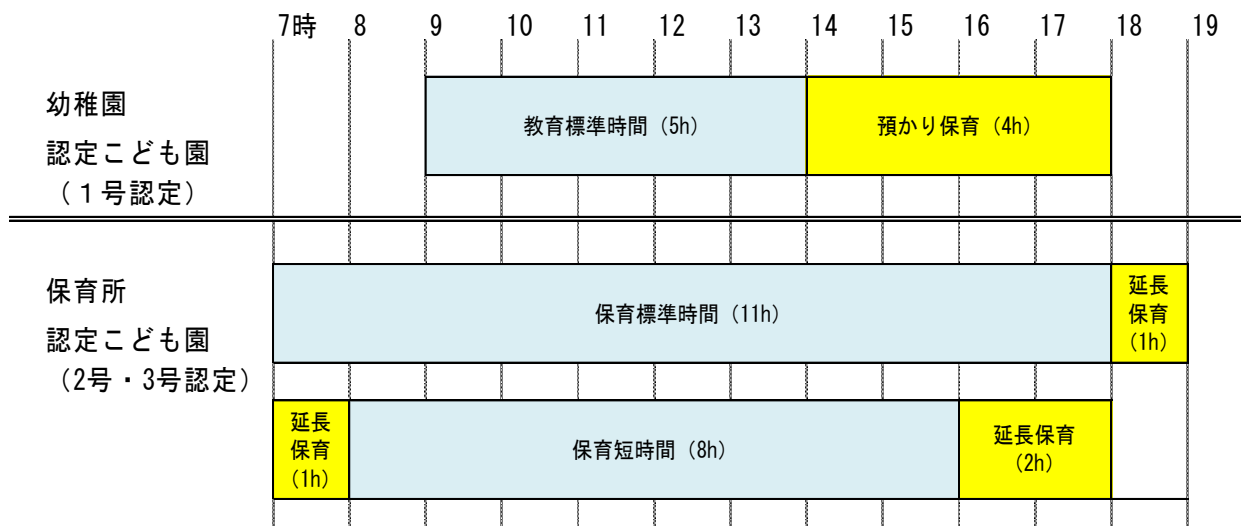 7時 8 9 10 11 12 13 14 15 16 17 18 19
幼稚園
認定こども園
（１号認定）
教育標準時間（5h）
預かり保育（4h）
保育所
認定こども園
（2号・3号認定）
保育標準時間（11h）
延長
保育
（1h）
延長
保育
（1h）
保育短時間（8h）
延長保育
（2h）